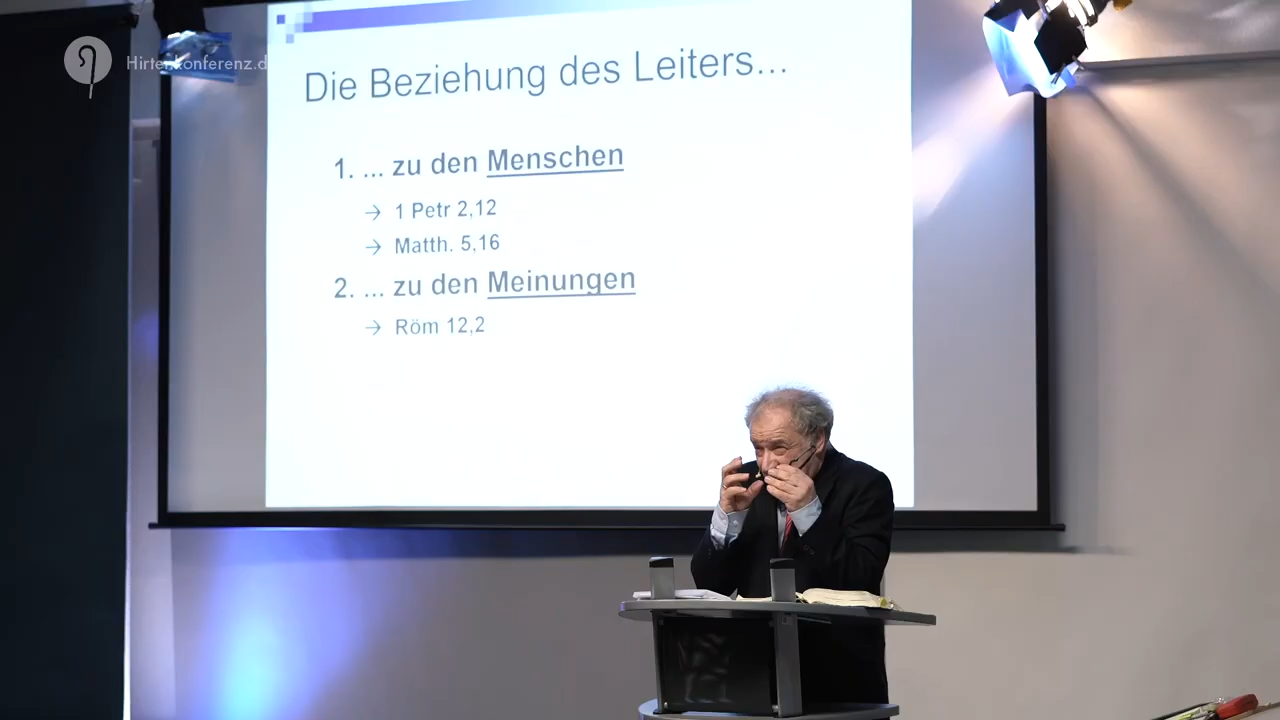 Hirtenkonferenz.d
Die Beziehung des Leiters...
1. ... zu den Menschen
→ 1 Petr 2,12
→ Matth. 5,16
2. ... zu den Meinungen
→ Röm 12,2